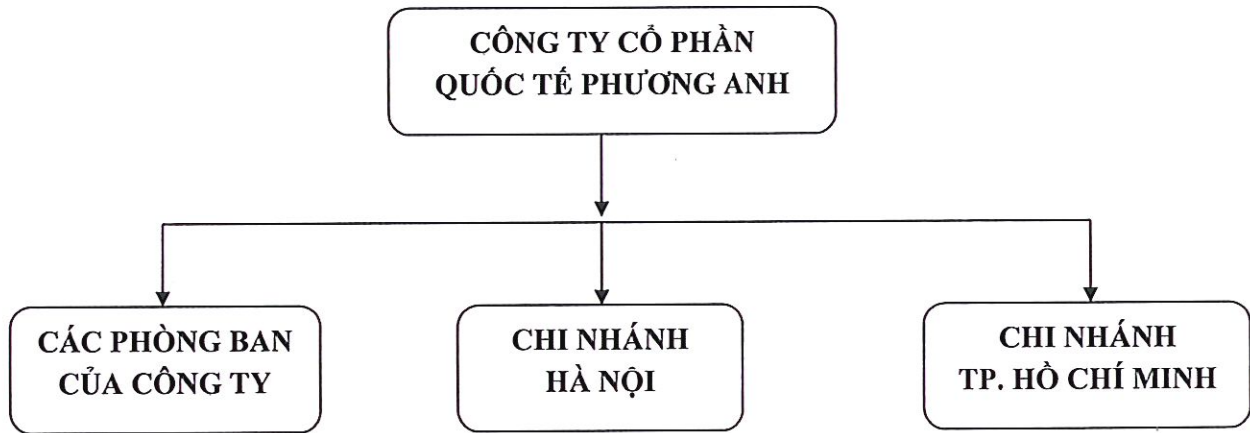 CÔNG TY CỔ PHẦN
QUỐC TẾ PHƯƠNG ANH
CÁC PHÒNG BAN
CỦA CÔNG TY
CHI NHÁNH
HÀ NỘI
CHI NHÁNH
TP. HỒ CHÍ MINH